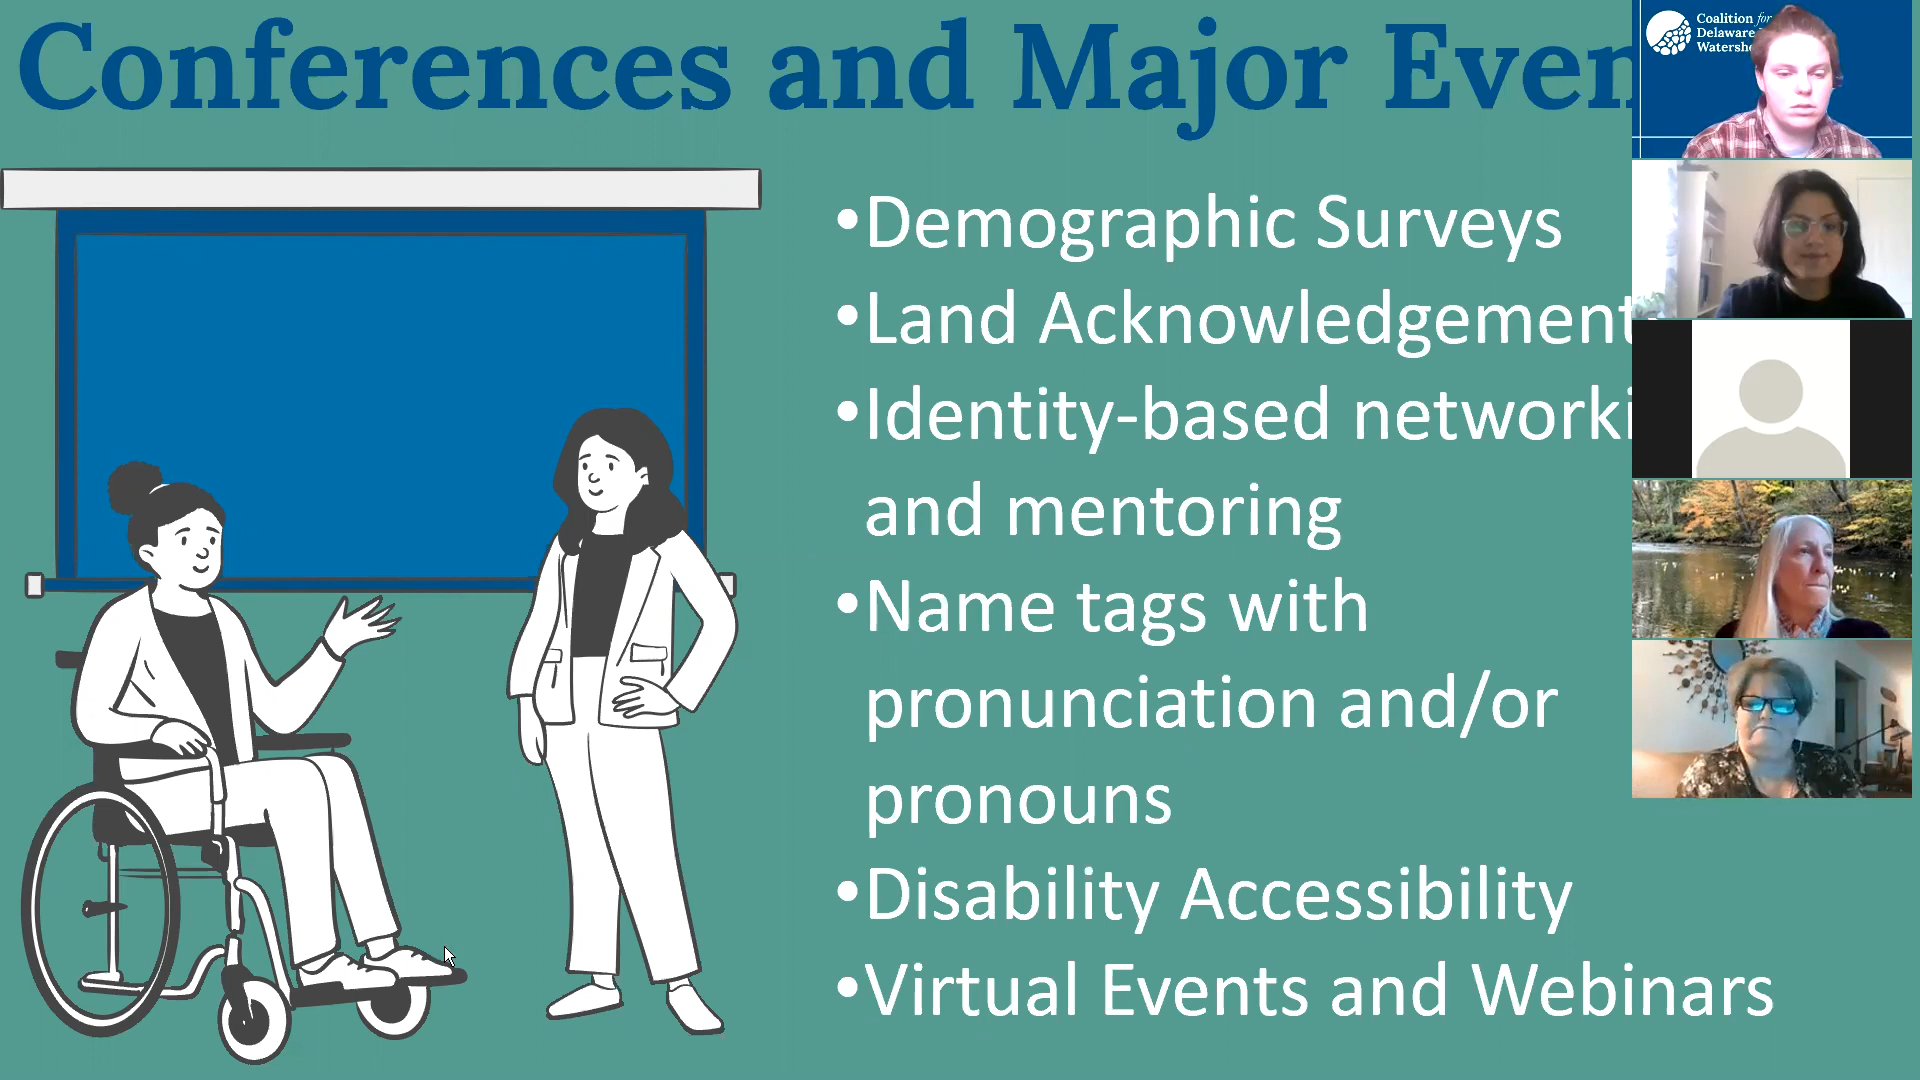 Conferences and Major Even
•Demographic Surveys
•Land Acknowledgement
•Identity-based networki
and mentoring
•Name tags with
pronunciation and/or
pronouns
•Disability Accessibility
•Virtual Events and Webinars
Coalition for
Delaware
Watershe